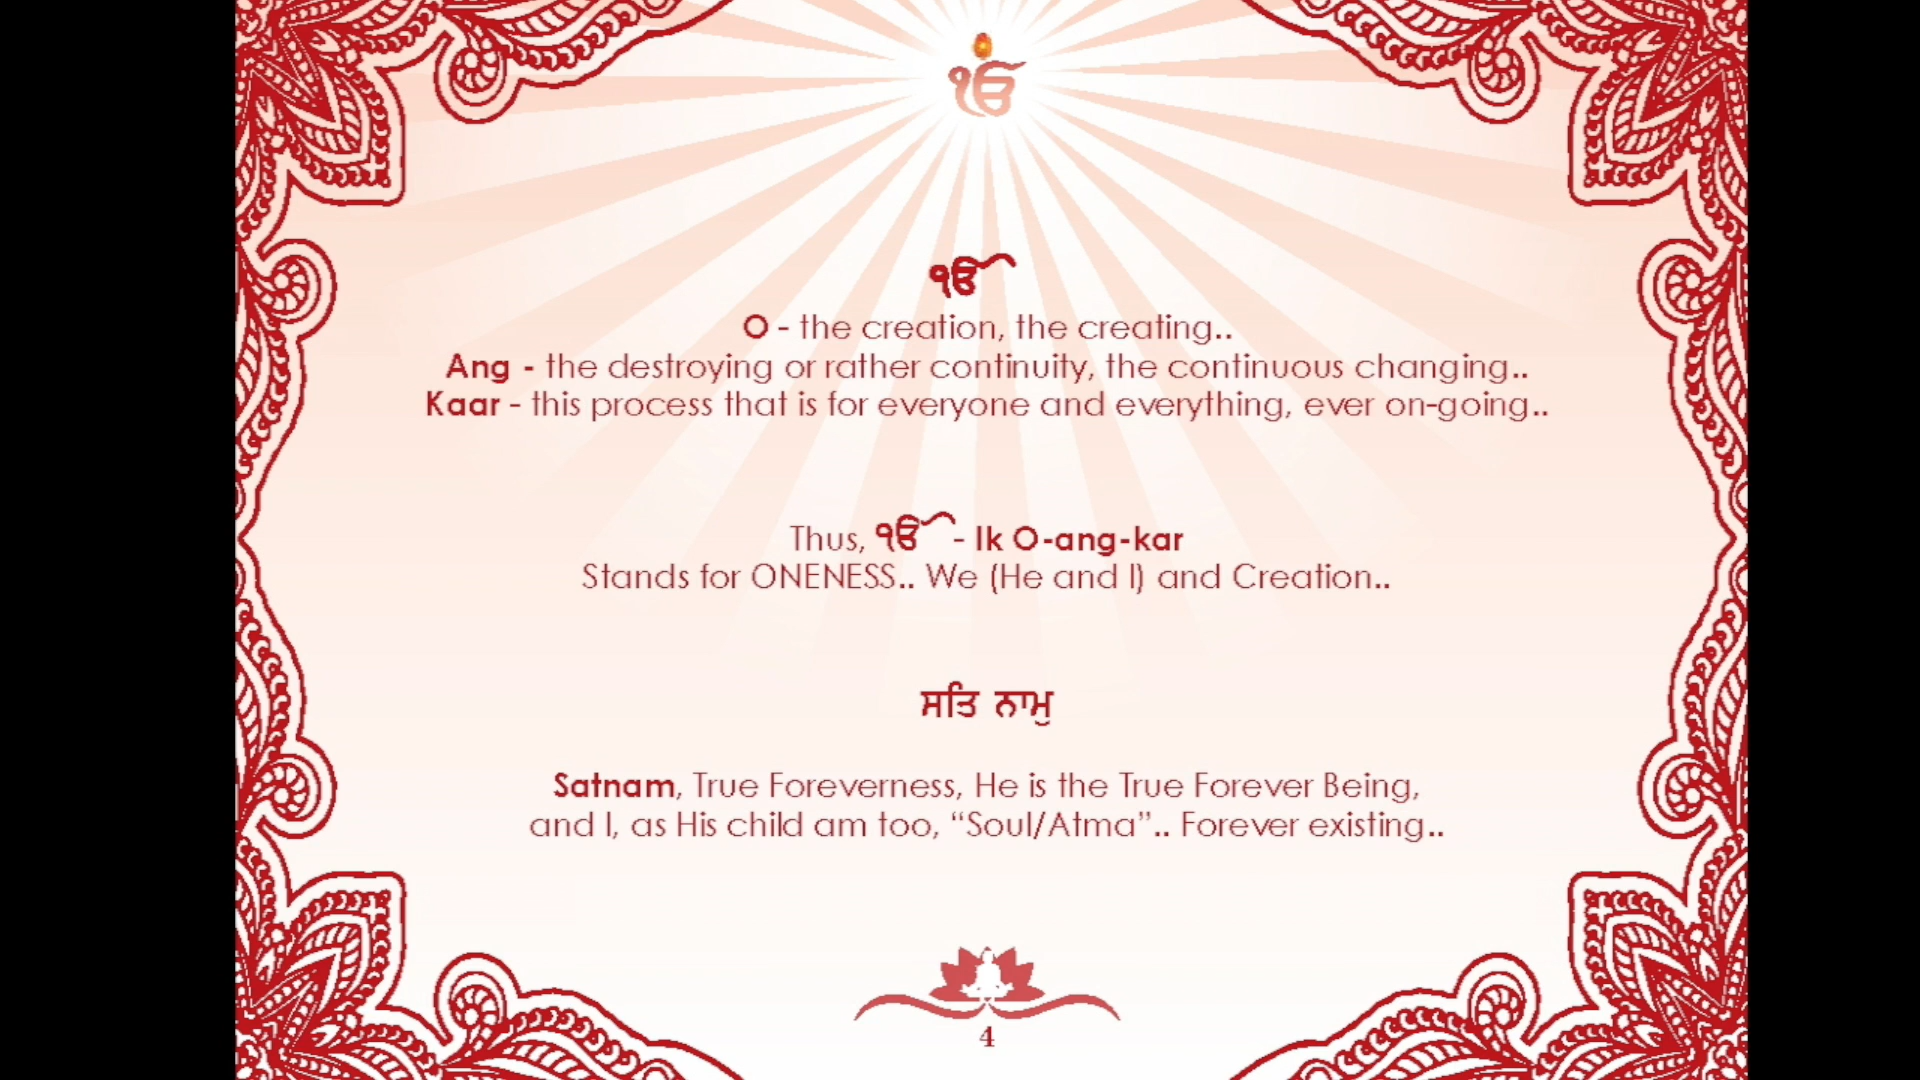 ੴ
ੴ
O - the creation, the creating..
Ang - the destroying or rather continuity, the continuous changing..
Kaar - this process that is for everyone and everything, ever on-going..
Thus, ੴ - Ik O-ang-kar
Stands for ONENESS.. We (He and I) and Creation..
ਸਤਿ ਨਾਮੁ
Satnam, True Foreverness, He is the True Forever Being,
and I, as His child am too, “Soul/Atma”.. Forever existing..
4